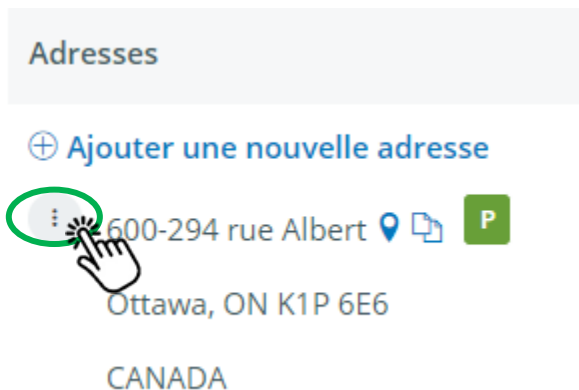 Adresses
Ajouter une nouvelle adresse
600-294 rue Albert P
Ottawa, ON K1P 6E6
CANADA